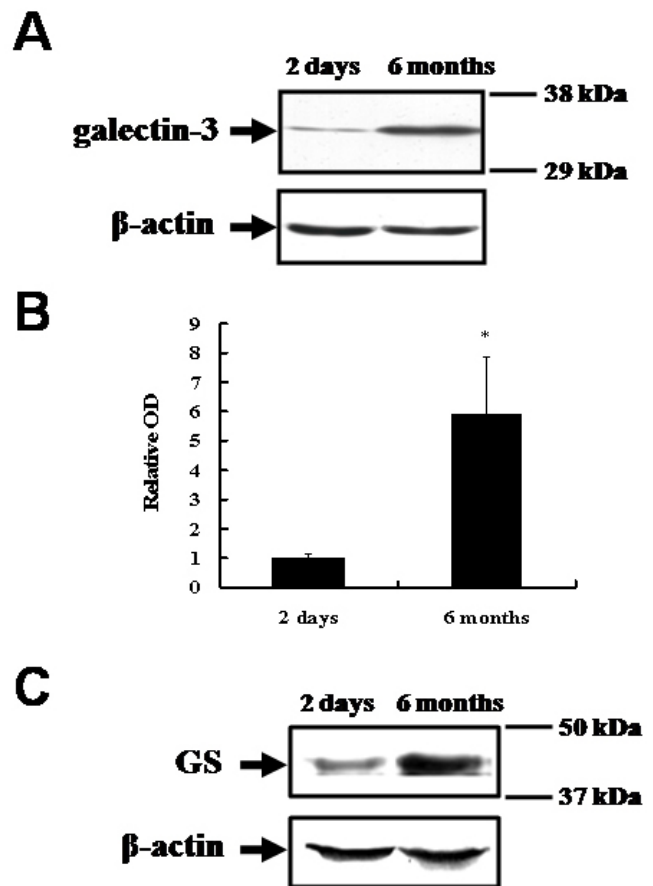 A
2 days 6 months
38 kDa
galectin-3
29 kDa
β-actin
B
9
8
7
6
5
4
3
2
1
0
Relative OD
*
2 days 6 months
C
2 days 6 months
50 kDa
GS
37 kDa
β-actin